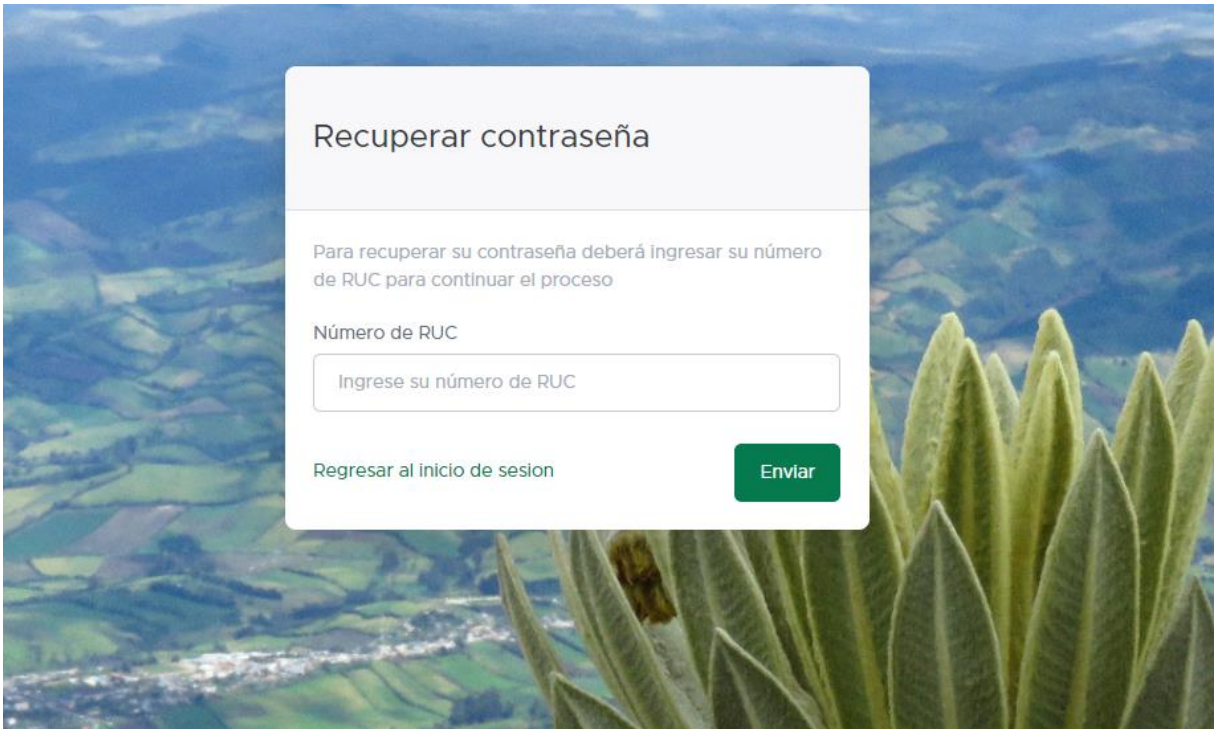 Recuperar contraseña
Para recuperar su contraseña deberá ingresar su número
de RUC para continuar el proceso
Número de RUC
Ingrese su número de RUC
Regresar al inicio de sesion
Enviar